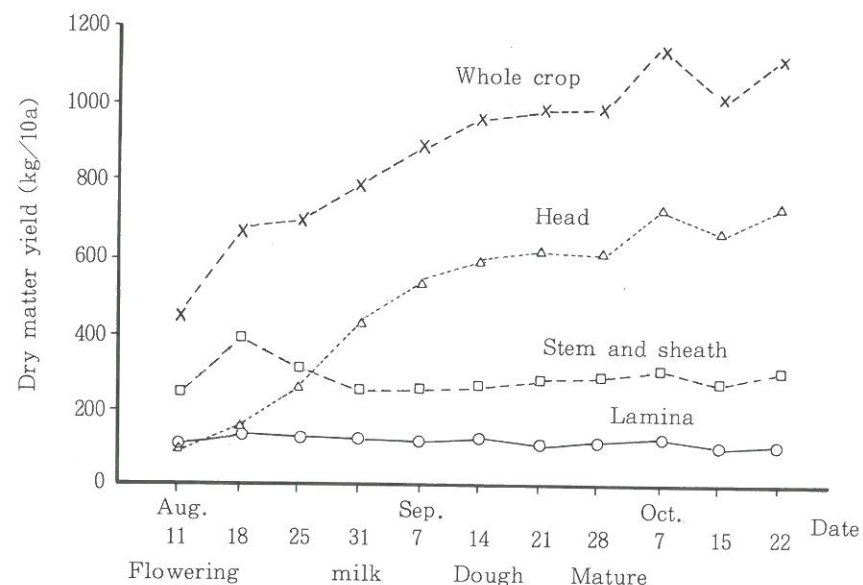 Dry matter yield (kg/10a)
1200
1000
800
600
400
200
0
Whole crop
Head
Stem and sheath
Lamina
Aug. Sep. Oct. Date
11 18 25 31 7 14 21 28 7 15 22
Flowering milk Dough Mature